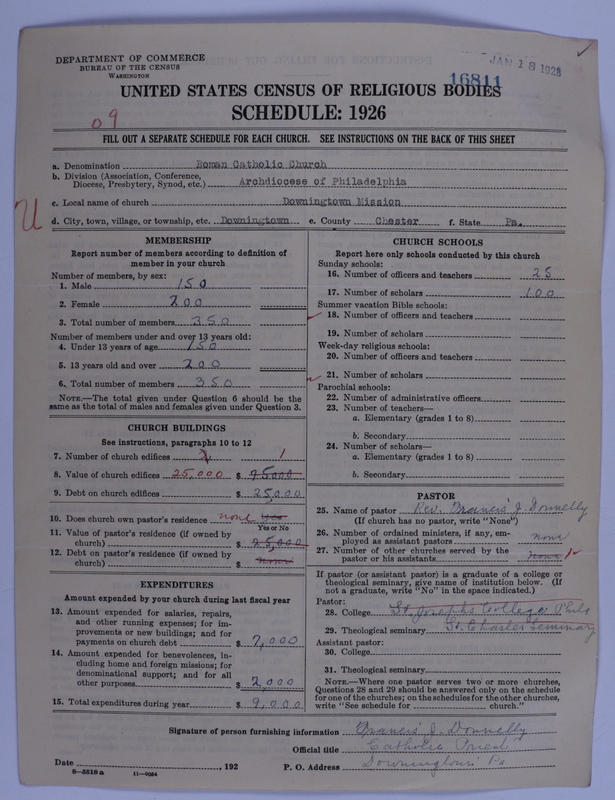 DEPARTMENT OF COMMERCE
BUREAU OF THE CENSUS
WASHINGTON
JAN 18 1928
16811
UNITED STATES CENSUS OF RELIGIOUS BODIES
SCHEDULE: 1926
09
FILL OUT A SEPARATE SCHEDULE FOR EACH CHURCH. SEE INSTRUCTIONS ON THE BACK OF THIS SHEET
a. Denomination Roman Catholic Church
b. Division (Association, Conference, Diocese, Presbytery, Synod, etc.) Archdiocese of Philadelphia
c. Local name of church Downingtown Mission
U
d. City, town, village, or township, etc. Downingtown e. County Chester f. State Pa.
MEMBERSHIP
Report number of members according to definition of
member in your church
Number of members, by sex:
1. Male 150
2. Female 200
3. Total number of members 350
Number of members under and over 13 years old:
4. Under 13 years of age 150
5. 13 years old and over 200
6. Total number of members 350
NOTE.—The total given under Question 6 should be
same as the total of males and females given under Question 3.
CHURCH BUILDINGS
See instructions, paragraphs 10 to 12
7. Number of church edifices 2 1
8. Value of church edifices 25,000 $ 95000
9. Debt on church edifices $ 25,000
10. Does church own pastor's residence none Yes
Yes or No
11. Value of pastor's residence (if owned by
church) $ 25,000
12. Debt on pastor's residence (if owned by
church) $ none
EXPENDITURES
Amount expended by your church during last fiscal year
13. Amount expended for salaries, repairs,
and other running expenses; for im-
provements or new buildings; and for
payments on church debt $ 7,000
14. Amount expended for benevolences, in-
cluding home and foreign missions; for
denominational support; and for all
other purposes $ 2,000
15. Total expenditures during year $ 9,000
CHURCH SCHOOLS
Report here only schools conducted by this church
Sunday schools:
16. Number of officers and teachers 25
17. Number of scholars 100
Summer vacation Bible schools:
18. Number of officers and teachers
19. Number of scholars
Week-day religious schools:
20. Number of officers and teachers
21. Number of scholars
Parochial schools:
22. Number of administrative officers
23. Number of teachers—
a. Elementary (grades 1 to 8)
b. Secondary
24. Number of scholars—
a. Elementary (grades 1 to 8)
b. Secondary
PASTOR
25. Name of pastor Rev. Francis J. Donnelly
(If church has no pastor, write "None")
26. Number of ordained ministers, if any, em-
ployed as assistant pastors none
27. Number of other churches served by the
pastor or his assistants none 1
If pastor (or assistant pastor) is a graduate of a college or
theological seminary, give name of institution below. (If
not a graduate, write "No" in the space indicated.)
Pastor:
28. College St. Josephs College Phila
29. Theological seminary St. Charles Seminary
Assistant pastor:
30. College
31. Theological seminary
NOTE.—Where one pastor serves two or more churches,
Questions 28 and 29 should be answered only on the schedule
for one of the churches; on the schedules for the other churches,
write "See schedule for church."
Signature of person furnishing information Francis J. Donnelly
Official title Catholic Priest
Date , 192 P. O. Address Downingtown Pa
8—5518a 11—9064